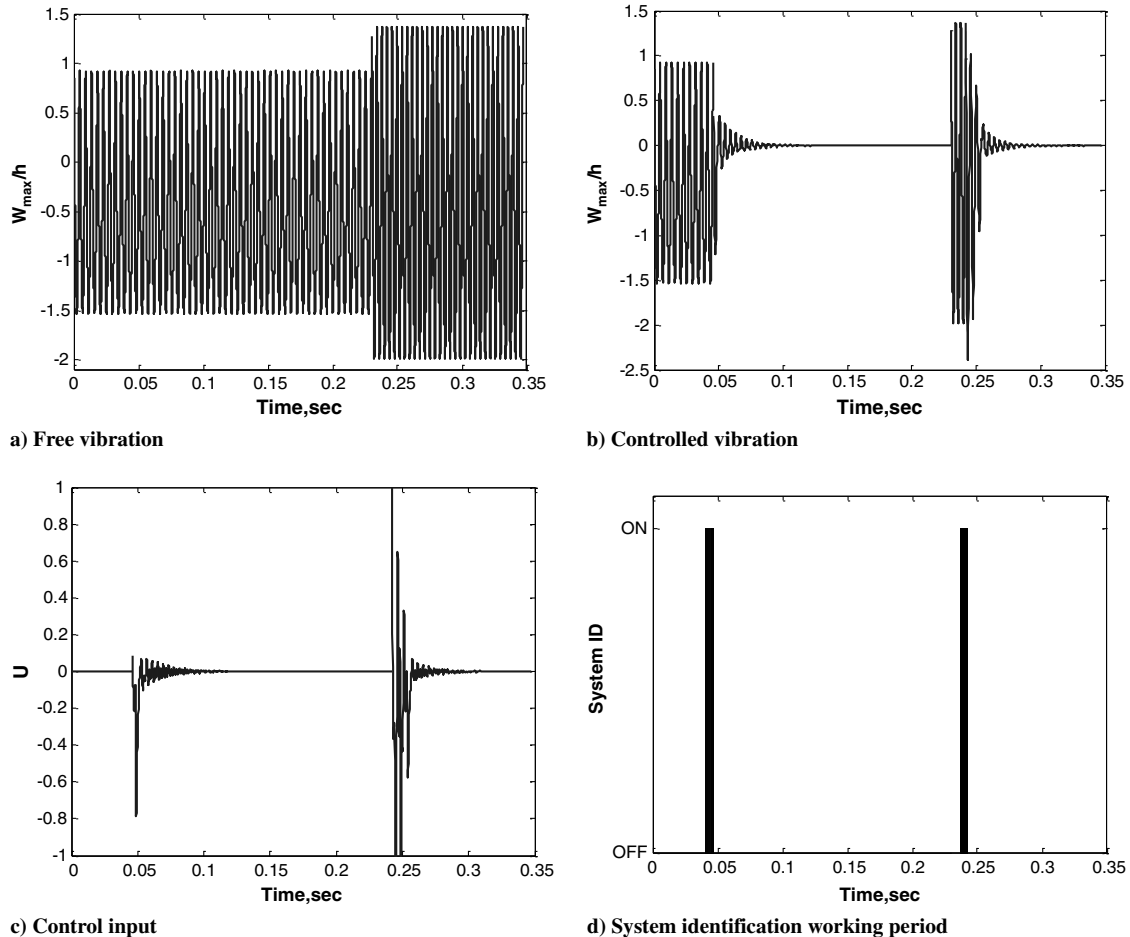 1.5
1
0.5
0
-0.5
-1
-1.5
-2
W_max/h
0 0.05 0.1 0.15 0.2 0.25 0.3 0.35
Time,sec
a) Free vibration
1.5
1
0.5
0
-0.5
-1
-1.5
-2
-2.5
W_max/h
0 0.05 0.1 0.15 0.2 0.25 0.3 0.35
Time,sec
b) Controlled vibration
1
0.8
0.6
0.4
0.2
0
-0.2
-0.4
-0.6
-0.8
-1
U
0 0.05 0.1 0.15 0.2 0.25 0.3 0.35
Time,sec
c) Control input
ON
System ID
OFF
0 0.05 0.1 0.15 0.2 0.25 0.3 0.35
Time,sec
d) System identification working period